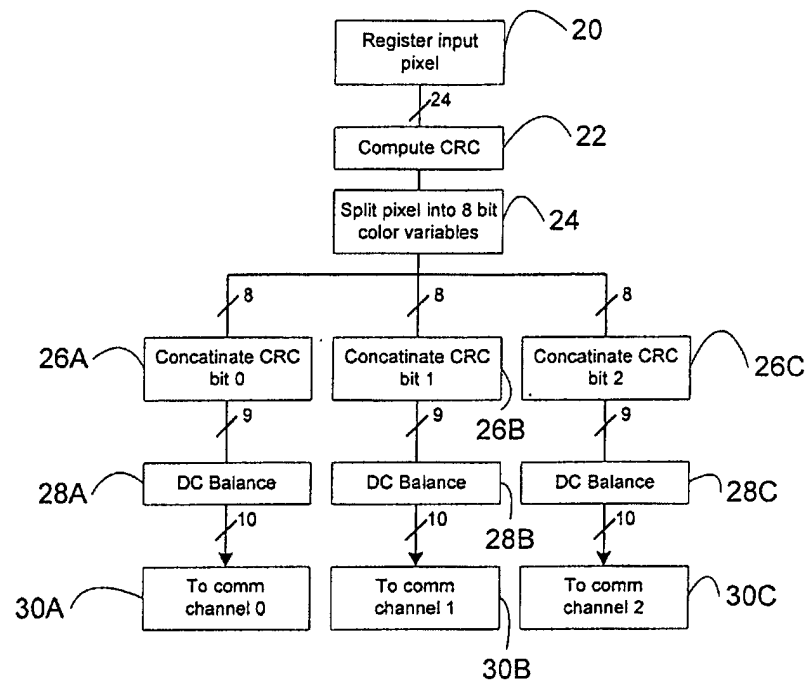 Register input
pixel
20
24
Compute CRC
22
Split pixel into 8 bit
color variables
24
8
8
8
26A
Concatinate CRC
bit 0
Concatinate CRC
bit 1
Concatinate CRC
bit 2
26C
26B
9
9
9
28A
DC Balance
DC Balance
DC Balance
28C
28B
10
10
10
30A
To comm
channel 0
To comm
channel 1
To comm
channel 2
30C
30B